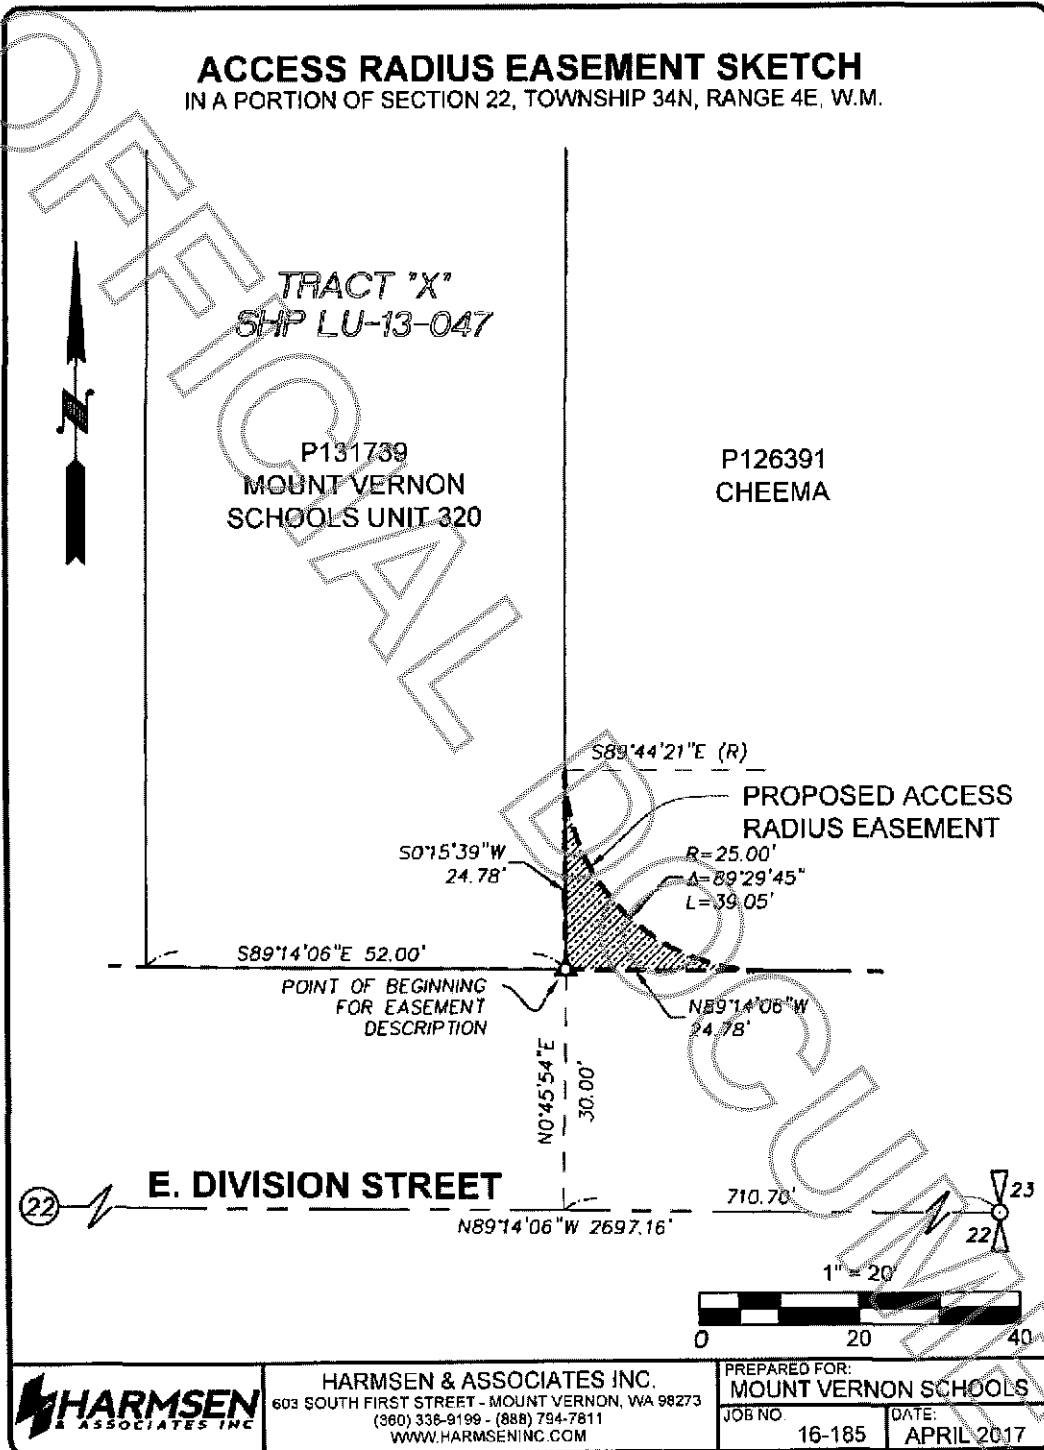 ACCESS RADIUS EASEMENT SKETCH
IN A PORTION OF SECTION 22, TOWNSHIP 34N, RANGE 4E, W.M.
TRACT "X"
SHP LU-13-047
P131739
MOUNT VERNON
SCHOOLS UNIT 320
P126391
CHEEMA
N
S89°44'21"E (R)
PROPOSED ACCESS
RADIUS EASEMENT
S0°15'39"W
24.78'
R=25.00'
Δ=89°29'45"
L=39.05'
S89°14'06"E 52.00'
POINT OF BEGINNING
FOR EASEMENT
DESCRIPTION
N89°14'06"W
24.78'
N0°45'54"E
30.00'
E. DIVISION STREET
22
N89°14'06"W 2697.16'
710.70'
23
22
1" = 20'
0 20 40
HARMSEN
& ASSOCIATES INC
HARMSEN & ASSOCIATES INC.
603 SOUTH FIRST STREET - MOUNT VERNON, WA 98273
(360) 336-9199 - (888) 794-7811
WWW.HARMSENINC.COM
PREPARED FOR:
MOUNT VERNON SCHOOLS
JOB NO.
16-185
DATE:
APRIL 2017
OFFICIAL DOCUME